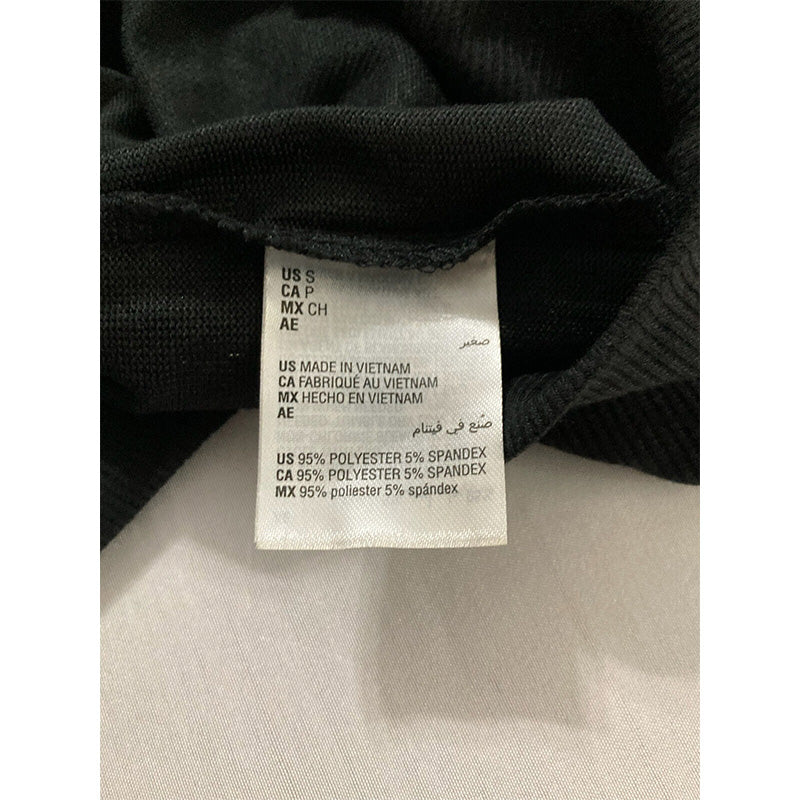 US S
CA P
MX CH
AE
صغير
US MADE IN VIETNAM
CA FABRIQUÉ AU VIETNAM
MX HECHO EN VIETNAM
AE
صُنع في فيتنام
US 95% POLYESTER 5% SPANDEX
CA 95% POLYESTER 5% SPANDEX
MX 95% poliester 5% spándex